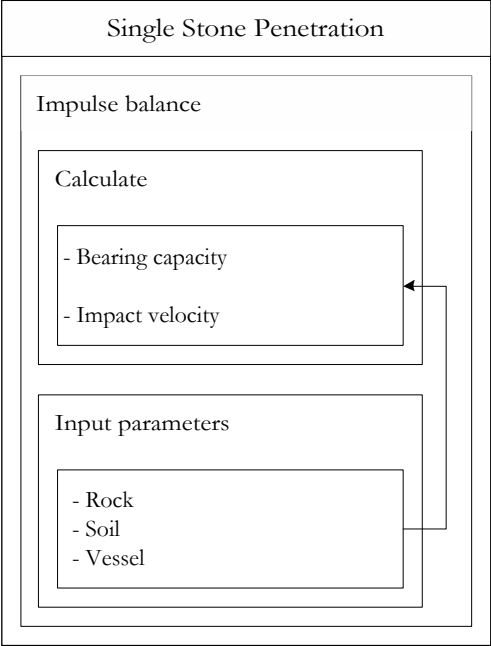 Single Stone Penetration
Impulse balance
Calculate
- Bearing capacity
- Impact velocity
Input parameters
- Rock
- Soil
- Vessel